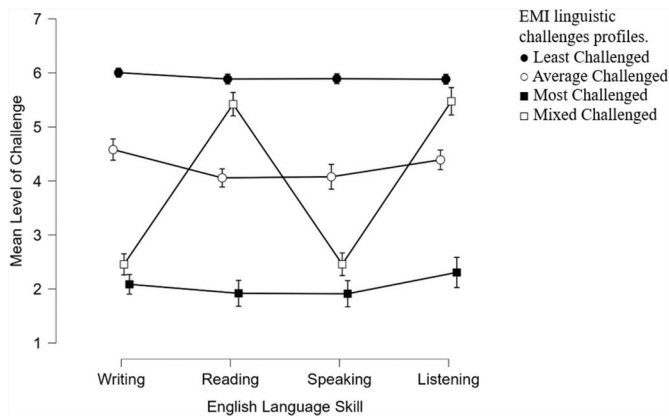 EMI linguistic
challenges profiles.
Least Challenged
Average Challenged
Most Challenged
Mixed Challenged
Mean Level of Challenge
7
6
5
4
3
2
1
Writing Reading Speaking Listening
English Language Skill